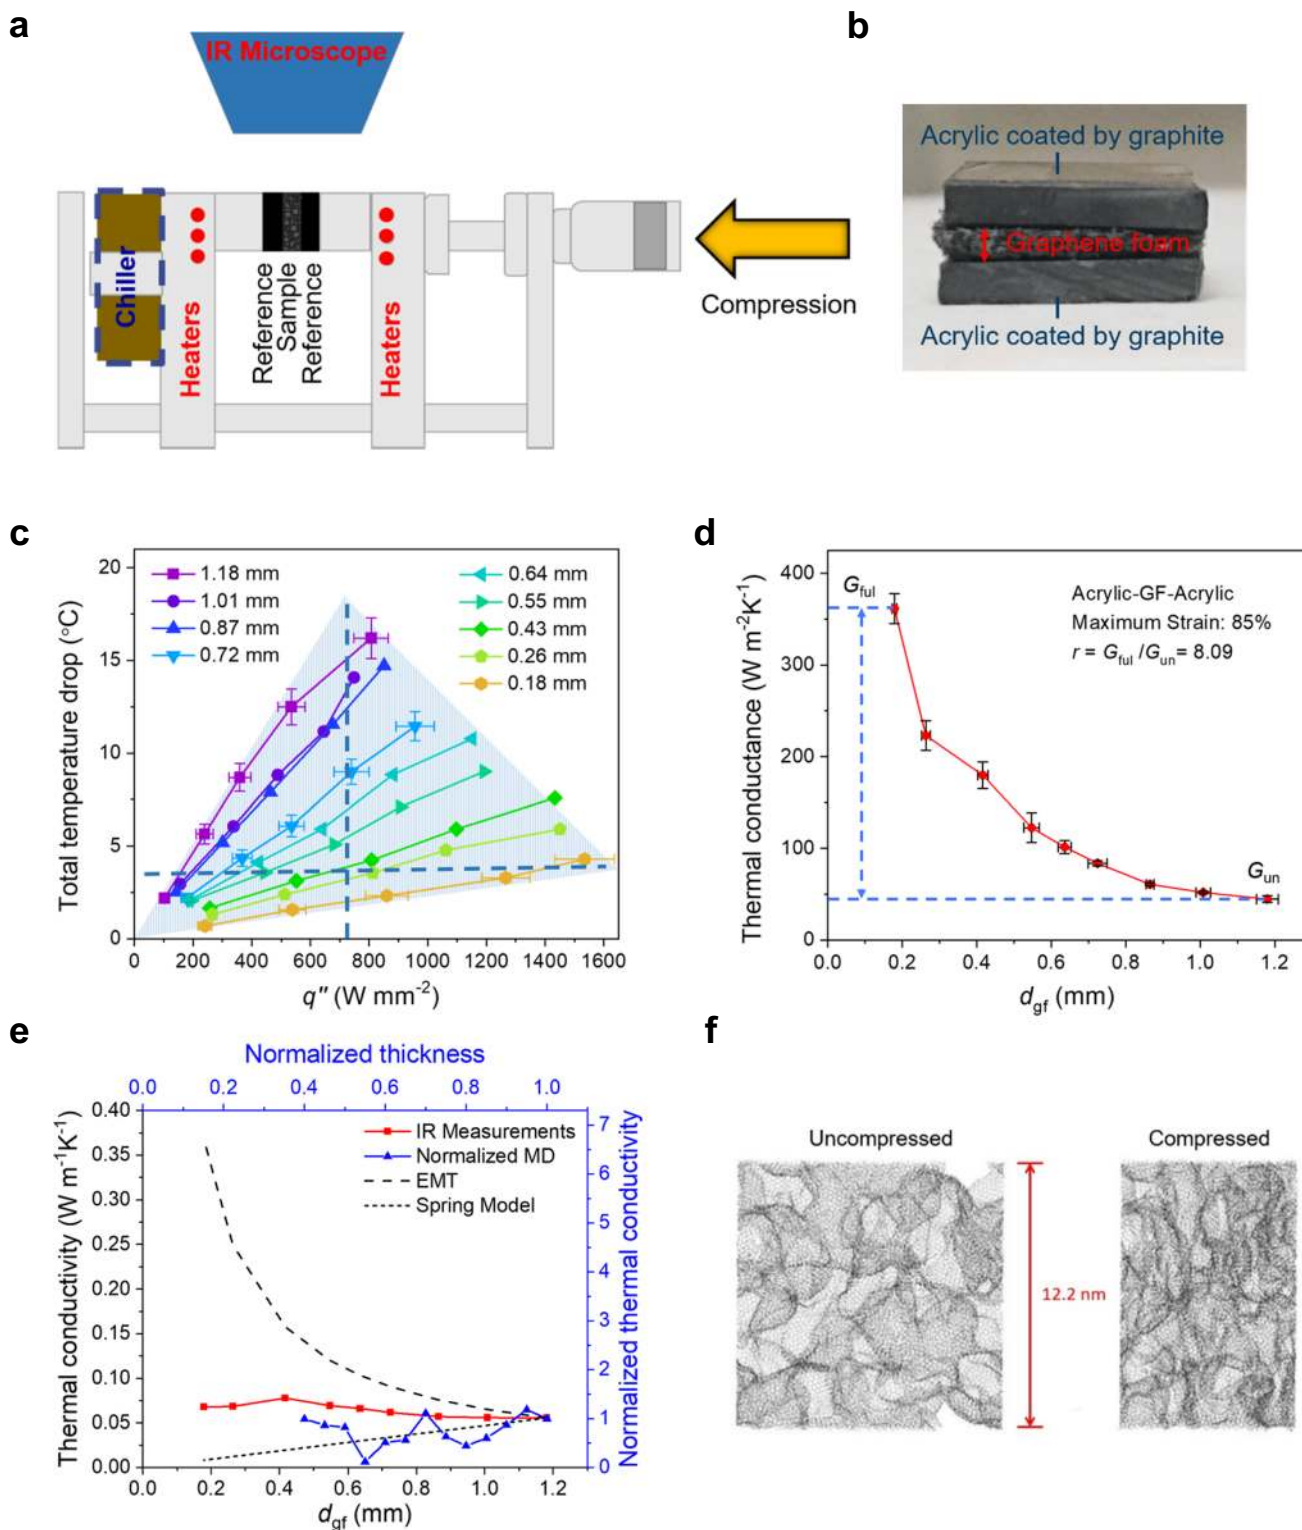 a
IR Microscope
Chiller
Heaters
Reference
Sample
Reference
Heaters
Compression
b
Acrylic coated by graphite
Graphene foam
Acrylic coated by graphite
c
Total temperature drop (°C)
20
15
10
5
0
1.18 mm
1.01 mm
0.87 mm
0.72 mm
0.64 mm
0.55 mm
0.43 mm
0.26 mm
0.18 mm
0 200 400 600 800 1000 1200 1400 1600
q″ (W mm⁻²)
d
Thermal conductance (W m⁻²K⁻¹)
400
300
200
100
0
G_ful
Acrylic-GF-Acrylic
Maximum Strain: 85%
r = G_ful /G_un = 8.09
G_un
0.0 0.2 0.4 0.6 0.8 1.0 1.2
d_gf (mm)
e
Normalized thickness
0.0 0.2 0.4 0.6 0.8 1.0
Thermal conductivity (W m⁻¹K⁻¹)
0.40
0.35
0.30
0.25
0.20
0.15
0.10
0.05
0.00
IR Measurements
Normalized MD
EMT
Spring Model
7
6
5
4
3
2
1
0
Normalized thermal conductivity
0.0 0.2 0.4 0.6 0.8 1.0 1.2
d_gf (mm)
f
Uncompressed
Compressed
12.2 nm